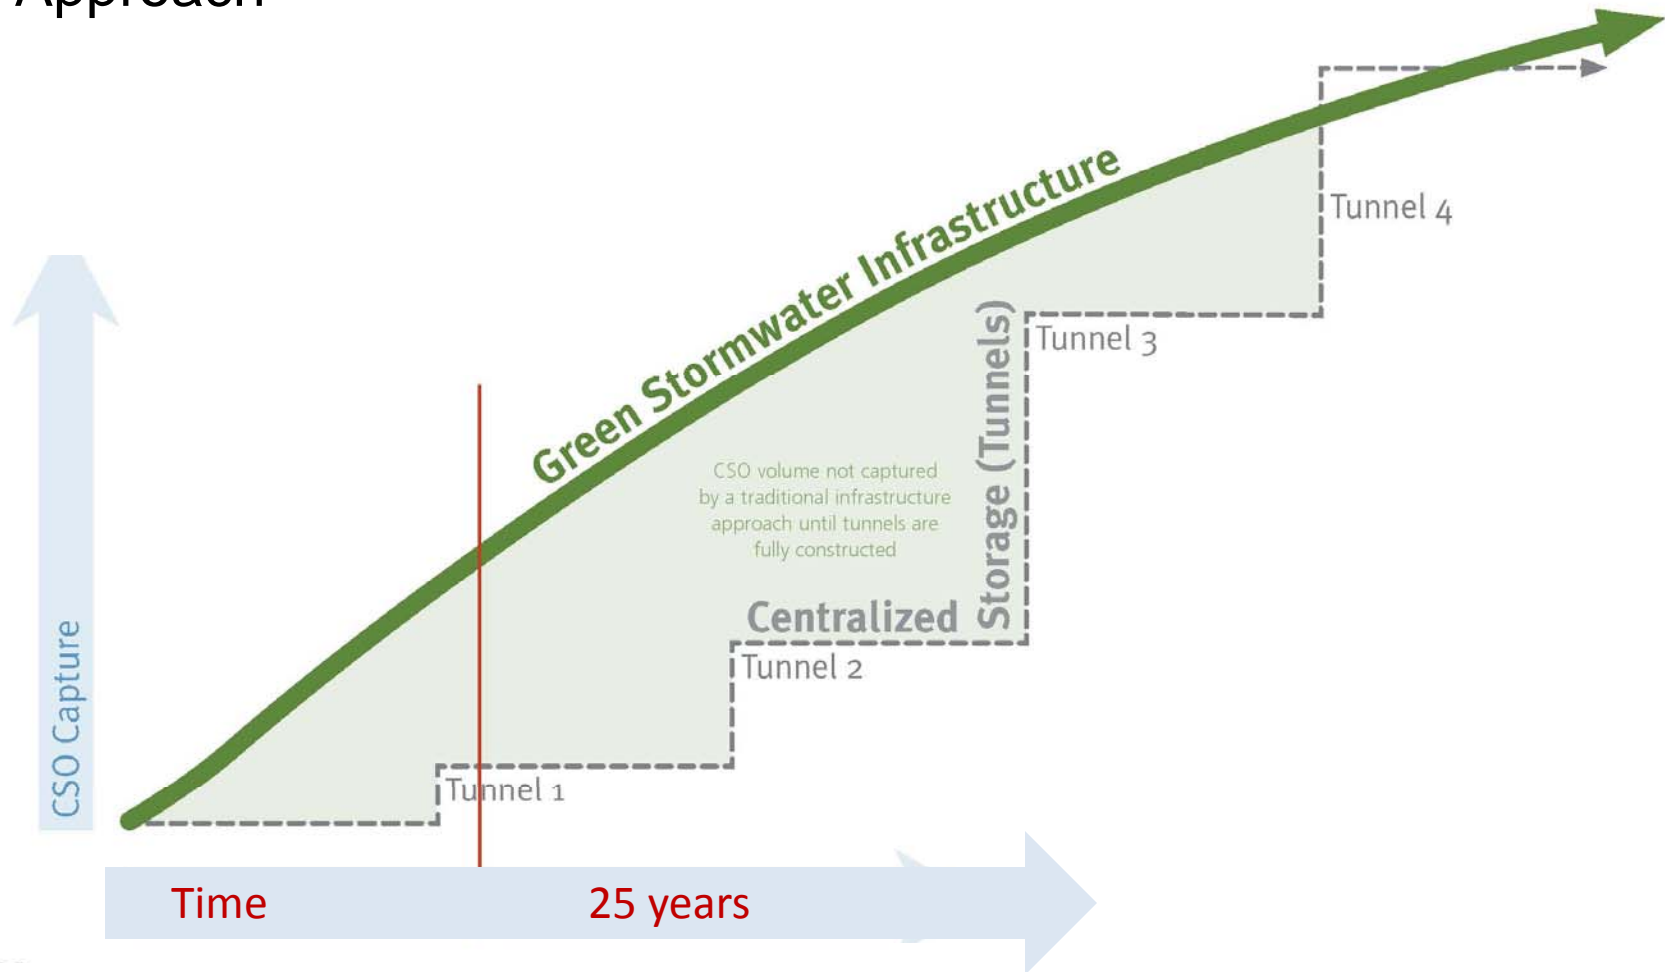 Approach
Green Stormwater Infrastructure
Tunnel 4
Tunnel 3
Storage (Tunnels)
CSO volume not captured
by a traditional infrastructure
approach until tunnels are
fully constructed
Centralized
Tunnel 2
Tunnel 1
CSO Capture
Time
25 years